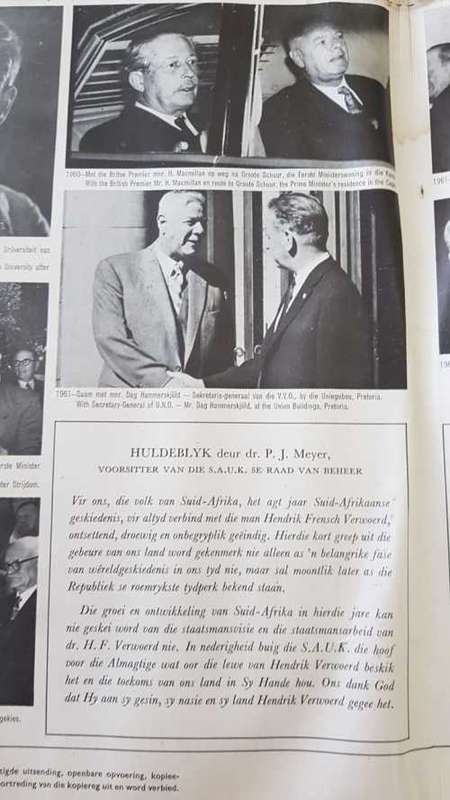 1960—Met die Britse Premier mnr. H. Macmillan op weg na Groote Schuur, die Eerste Ministerswoning in die
With the British Premier Mr. H. Macmillan en route to Groote Schuur, the Prime Minister's residence in the
1961—Saam met mnr. Dag Hammerskjöld — Sekretaris-generaal van die V.V.O., by die Uniegebou, Pretoria.
With Secretary-General of U.N.O. — Mr. Dag Hammerskjöld, at the Union Buildings, Pretoria.
Universiteit van
University after
erste Minister
ter Strijdom.
gekies.
1961
196
HULDEBLYK deur dr. P. J. Meyer,
VOORSITTER VAN DIE S.A.U.K. SE RAAD VAN BEHEER
Vir ons, die volk van Suid-Afrika, het agt jaar Suid-Afrikaanse
geskiedenis, vir altyd verbind met die man Hendrik Frensch Verwoerd,
ontsettend, droewig en onbegryplik geëindig. Hierdie kort greep uit die
gebeure van ons land word gekenmerk nie alleen as 'n belangrike fase
van wêreldgeskiedenis in ons tyd nie, maar sal moontlik later as die
Republiek se roemrykste tydperk bekend staan.
Die groei en ontwikkeling van Suid-Afrika in hierdie jare kan
nie geskei word van die staatsmansvisie en die staatsmansarbeid van
dr. H. F. Verwoerd nie. In nederigheid buig die S.A.U.K. die hoof
voor die Almagtige wat oor die lewe van Hendrik Verwoerd beskik
het en die toekoms van ons land in Sy Hande hou. Ons dank God
dat Hy aan sy gesin, sy nasie en sy land Hendrik Verwoerd gegee het.
tigde uitsending, openbare opvoering, kopiee-
oortreding van die kopiereg uit en word verbied.